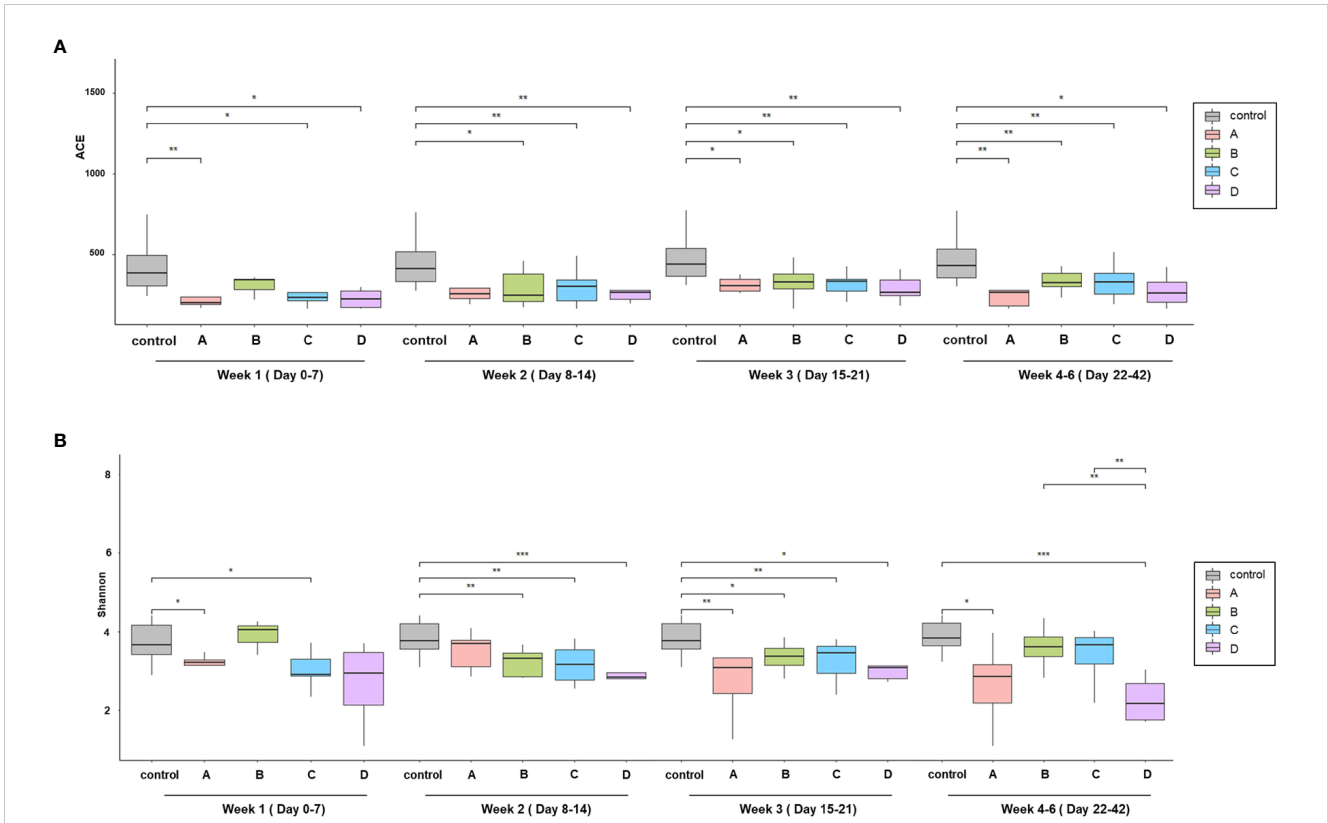 A
1500
1000
500
ACE
* 
*
**
**
**
*
**
**
*
*
*
**
**
**
control A B C D
control A B C D
control A B C D
control A B C D
Week 1 ( Day 0-7)
Week 2 ( Day 8-14)
Week 3 ( Day 15-21)
Week 4-6 ( Day 22-42)
control
A
B
C
D
B
8
6
4
2
Shannon
*
*
***
**
**
*
**
*
**
**
**
***
*
control A B C D
control A B C D
control A B C D
control A B C D
Week 1 ( Day 0-7)
Week 2 ( Day 8-14)
Week 3 ( Day 15-21)
Week 4-6 ( Day 22-42)
control
A
B
C
D